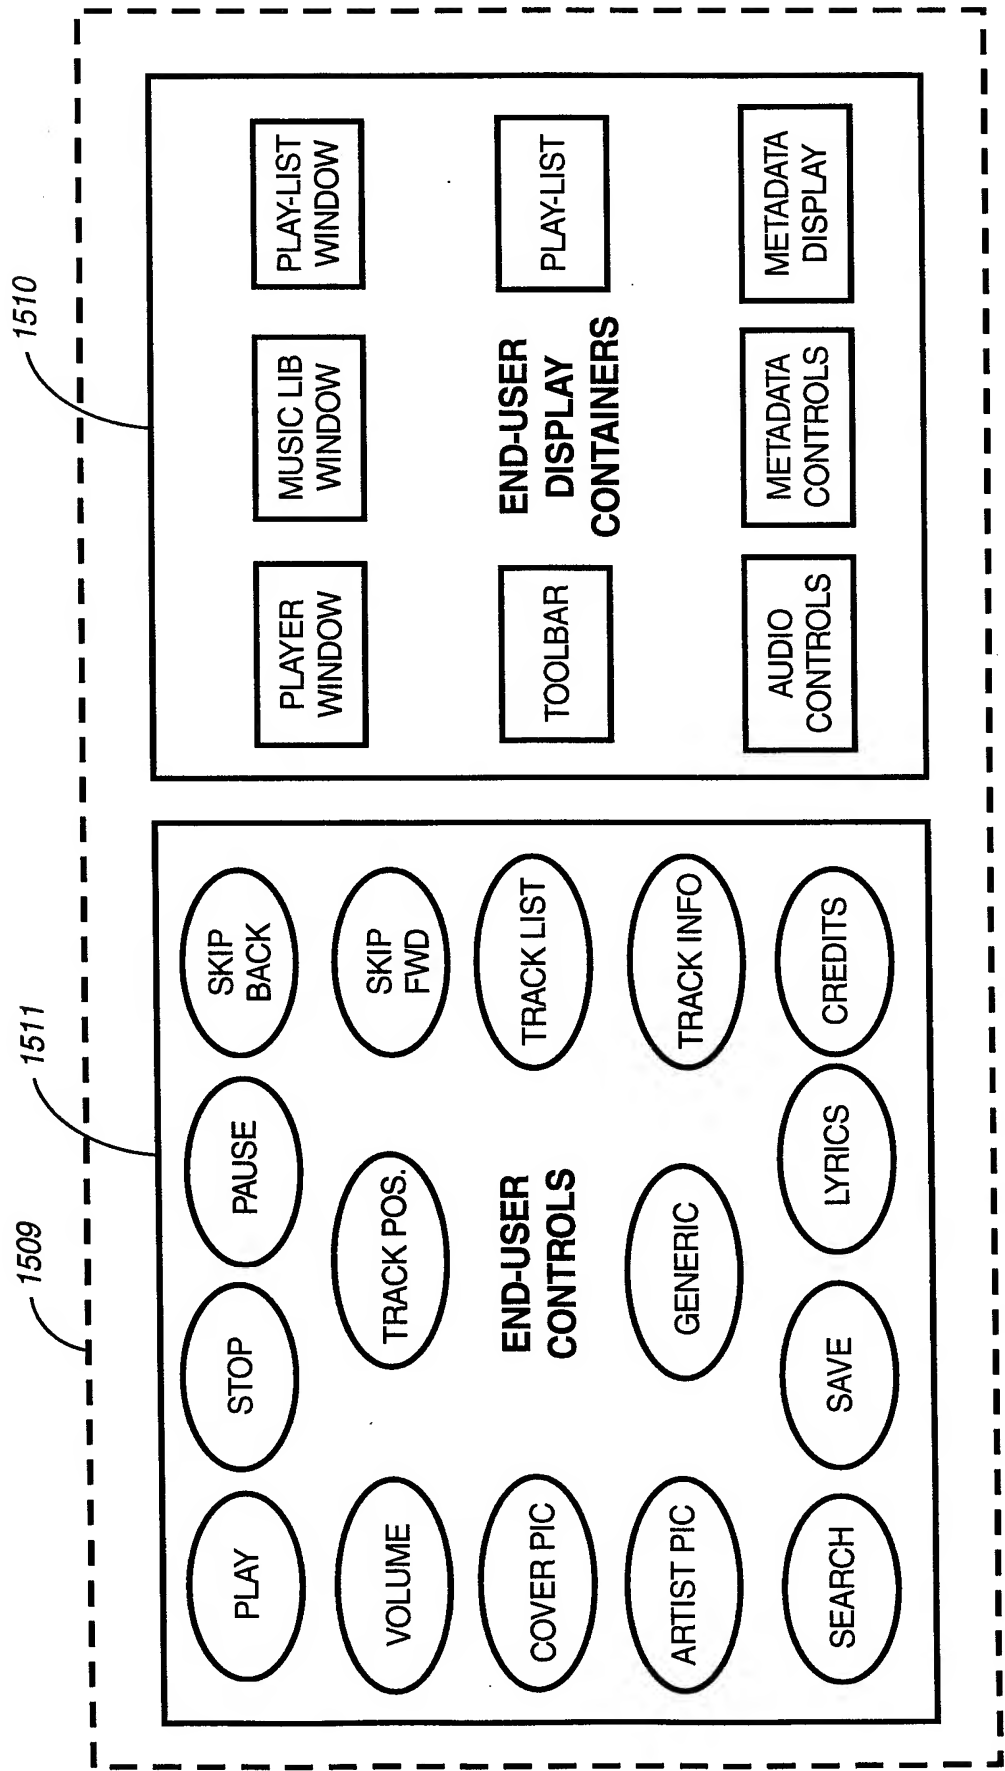 1509
1511
1510
PLAY
STOP
PAUSE
SKIP
BACK
VOLUME
TRACK POS.
SKIP
FWD
COVER PIC
END-USER
CONTROLS
TRACK LIST
ARTIST PIC
GENERIC
TRACK INFO
SEARCH
SAVE
LYRICS
CREDITS
PLAYER
WINDOW
MUSIC LIB
WINDOW
PLAY-LIST
WINDOW
TOOLBAR
END-USER
DISPLAY
CONTAINERS
PLAY-LIST
AUDIO
CONTROLS
METADATA
CONTROLS
METADATA
DISPLAY